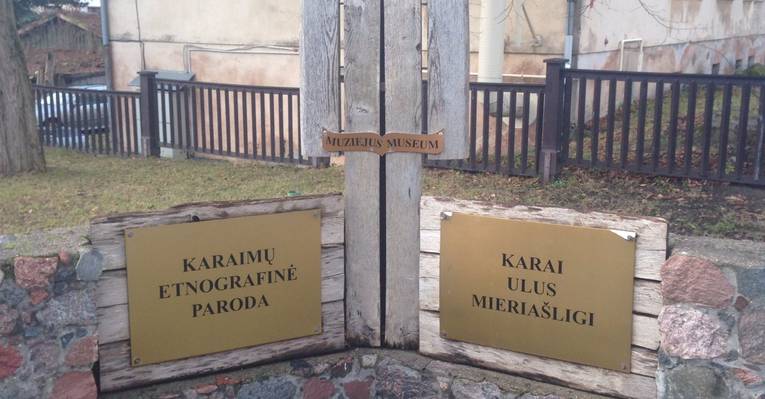 MUZIEJUS MUSEUM
KARAIMŲ
ETNOGRAFINĖ
PARODA
KARAI
ULUS
MIERIAŠLIGI